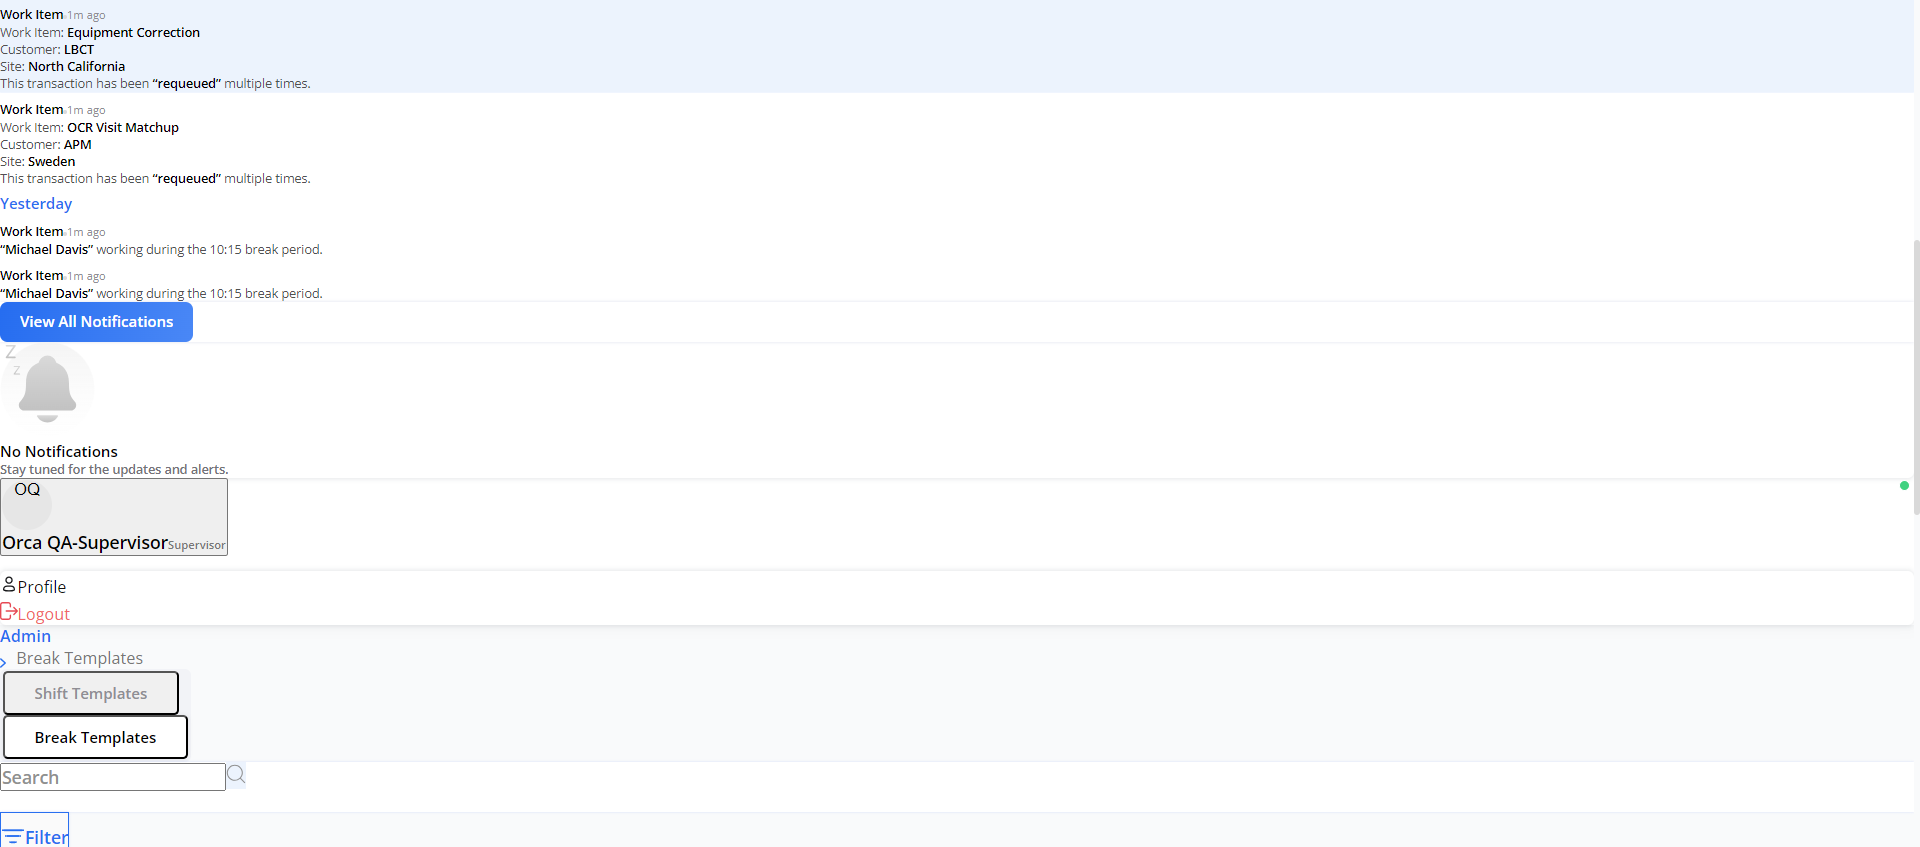 Work Item 1m ago
Work Item: Equipment Correction
Customer: LBCT
Site: North California
This transaction has been “requeued” multiple times.
Work Item 1m ago
Work Item: OCR Visit Matchup
Customer: APM
Site: Sweden
This transaction has been “requeued” multiple times.
Yesterday
Work Item 1m ago
“Michael Davis” working during the 10:15 break period.
Work Item 1m ago
“Michael Davis” working during the 10:15 break period.
View All Notifications
Z
z
No Notifications
Stay tuned for the updates and alerts.
OQ
Orca QA-Supervisor Supervisor
Profile
Logout
Admin
Break Templates
Shift Templates
Break Templates
Search
Filter